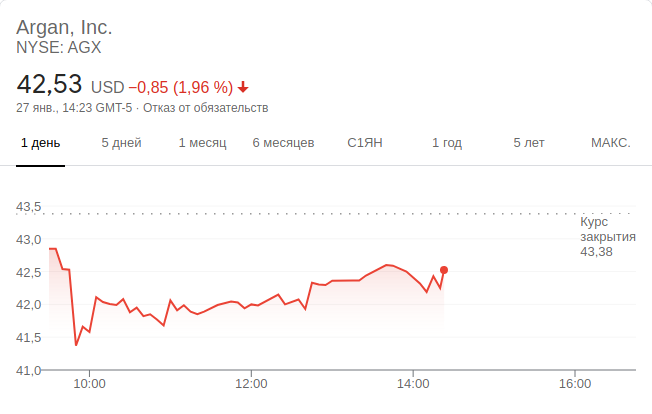 Argan, Inc.
NYSE: AGX
42,53 USD −0,85 (1,96 %)
27 янв., 14:23 GMT-5 · Отказ от обязательств
1 день 5 дней 1 месяц 6 месяцев С1ЯН 1 год 5 лет МАКС.
43,5
Курс
закрытия
43,38
43,0
42,5
42,0
41,5
41,0
10:00 12:00 14:00 16:00